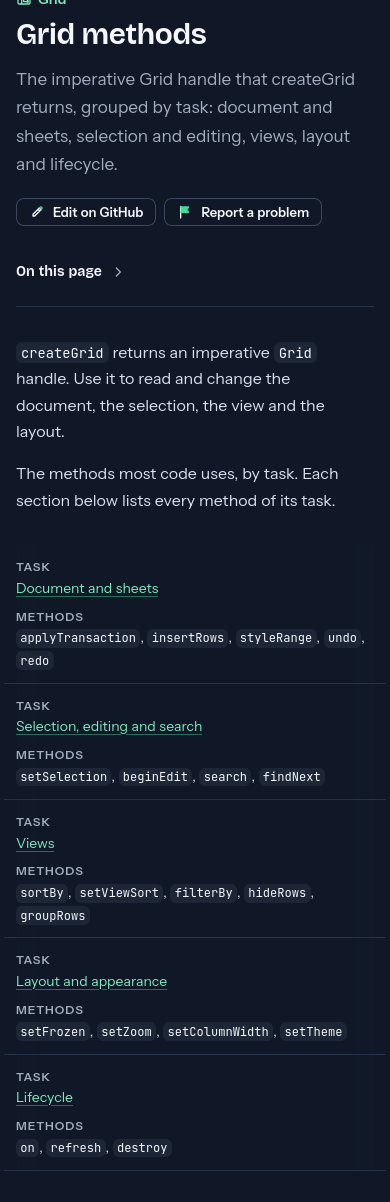 Grid
Grid methods
The imperative Grid handle that createGrid
returns, grouped by task: document and
sheets, selection and editing, views, layout
and lifecycle.
Edit on GitHub Report a problem
On this page
createGrid returns an imperative Grid
handle. Use it to read and change the
document, the selection, the view and the
layout.
The methods most code uses, by task. Each
section below lists every method of its task.
TASK
Document and sheets
METHODS
applyTransaction, insertRows, styleRange, undo,
redo
TASK
Selection, editing and search
METHODS
setSelection, beginEdit, search, findNext
TASK
Views
METHODS
sortBy, setViewSort, filterBy, hideRows,
groupRows
TASK
Layout and appearance
METHODS
setFrozen, setZoom, setColumnWidth, setTheme
TASK
Lifecycle
METHODS
on, refresh, destroy